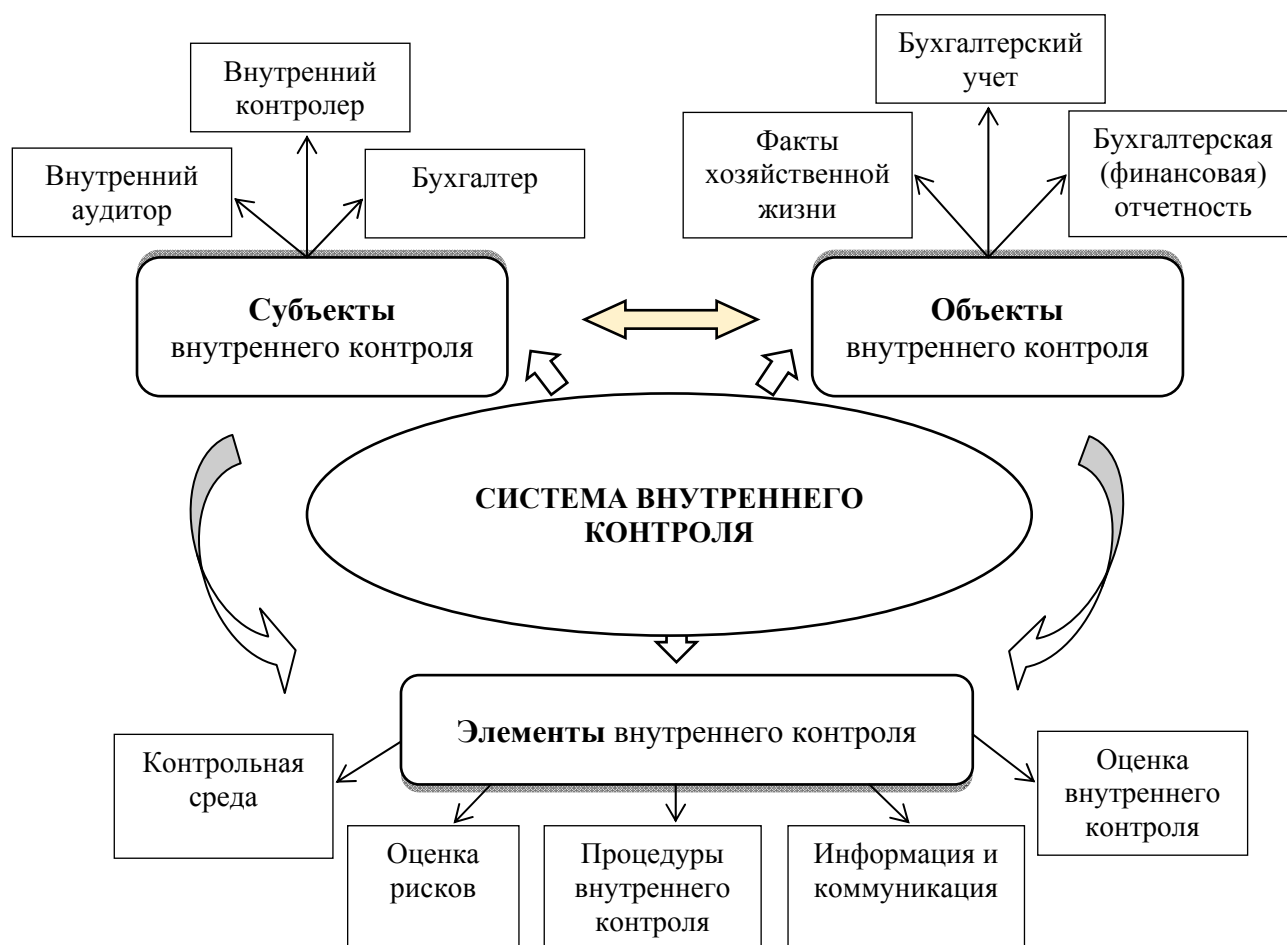 Внутренний
контролер
Внутренний
аудитор
Бухгалтер
Субъекты
внутреннего контроля
Бухгалтерский
учет
Факты
хозяйственной
жизни
Бухгалтерская
(финансовая)
отчетность
Объекты
внутреннего контроля
СИСТЕМА ВНУТРЕННЕГО
КОНТРОЛЯ
Элементы внутреннего контроля
Контрольная
среда
Оценка
рисков
Процедуры
внутреннего
контроля
Информация и
коммуникация
Оценка
внутреннего
контроля